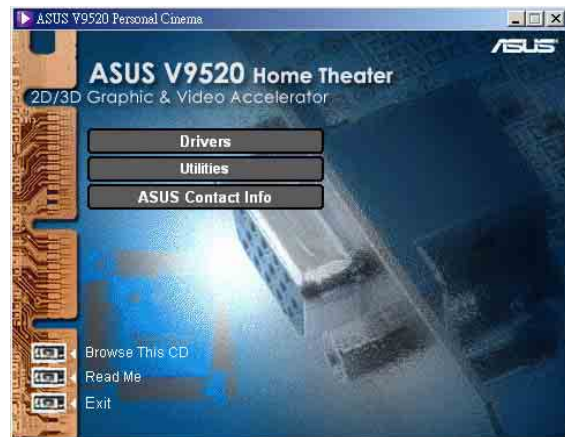 ASUS V9520 Personal Cinema
ASUS
ASUS V9520 Home Theater
2D/3D Graphic & Video Accelerator
Drivers
Utilities
ASUS Contact Info
Browse This CD
Read Me
Exit